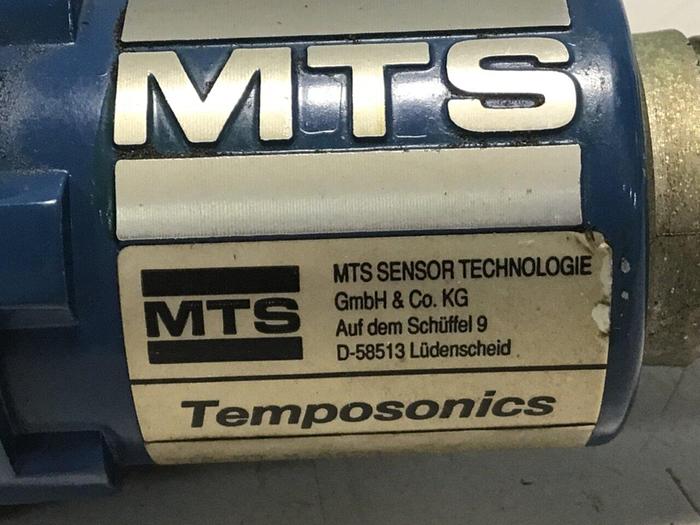 MTS
MTS
MTS SENSOR TECHNOLOGIE
GmbH & Co. KG
Auf dem Schüffel 9
D-58513 Lüdenscheid
Temposonics